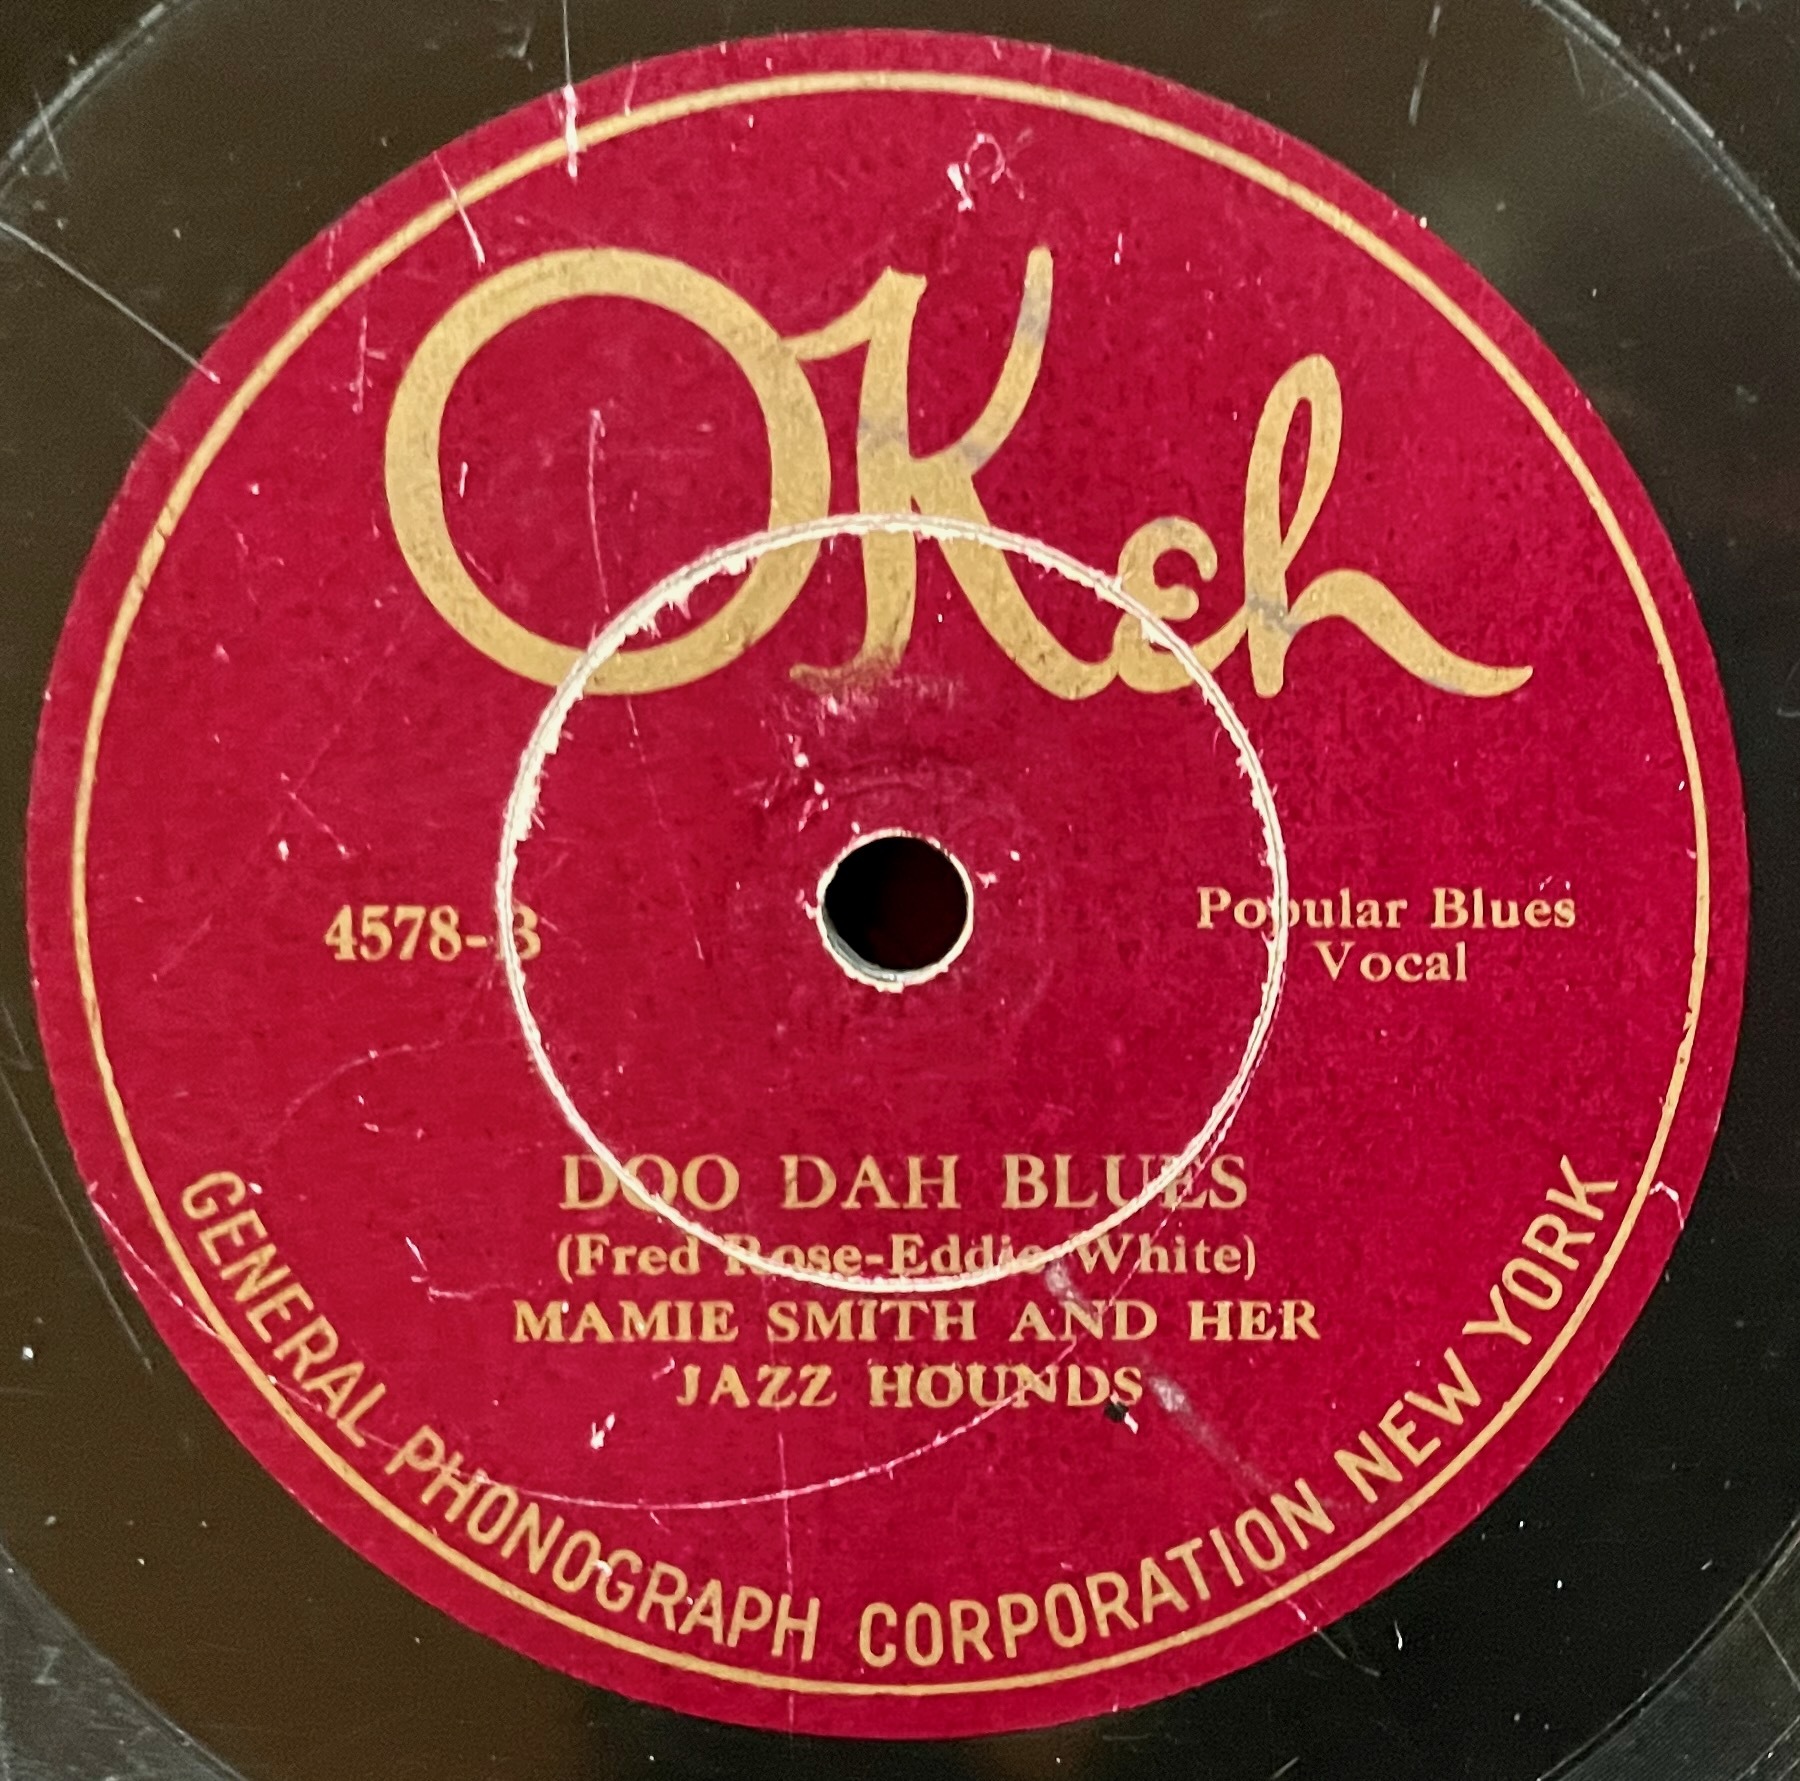 OKeh
4578-B
Popular Blues
Vocal
DOO DAH BLUES
(Fred Rose-Eddie White)
MAMIE SMITH AND HER
JAZZ HOUNDS
GENERAL PHONOGRAPH CORPORATION NEW YORK